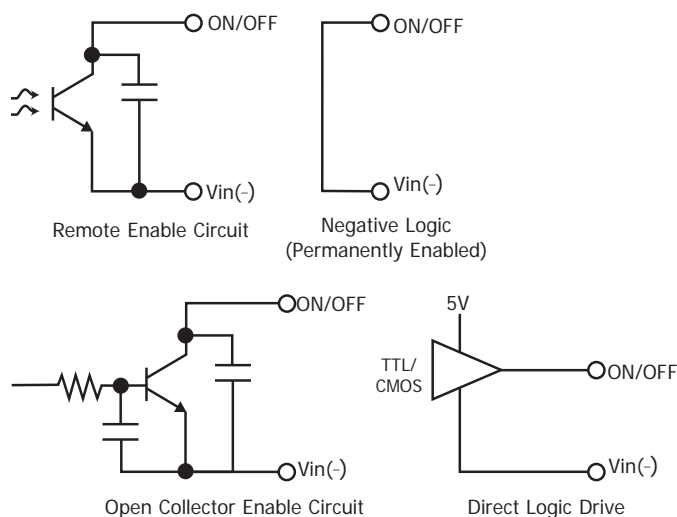 ON/OFF
Vin(-)
Remote Enable Circuit
ON/OFF
Vin(-)
Negative Logic
(Permanently Enabled)
ON/OFF
Vin(-)
Open Collector Enable Circuit
5V
TTL/
CMOS
ON/OFF
Vin(-)
Direct Logic Drive